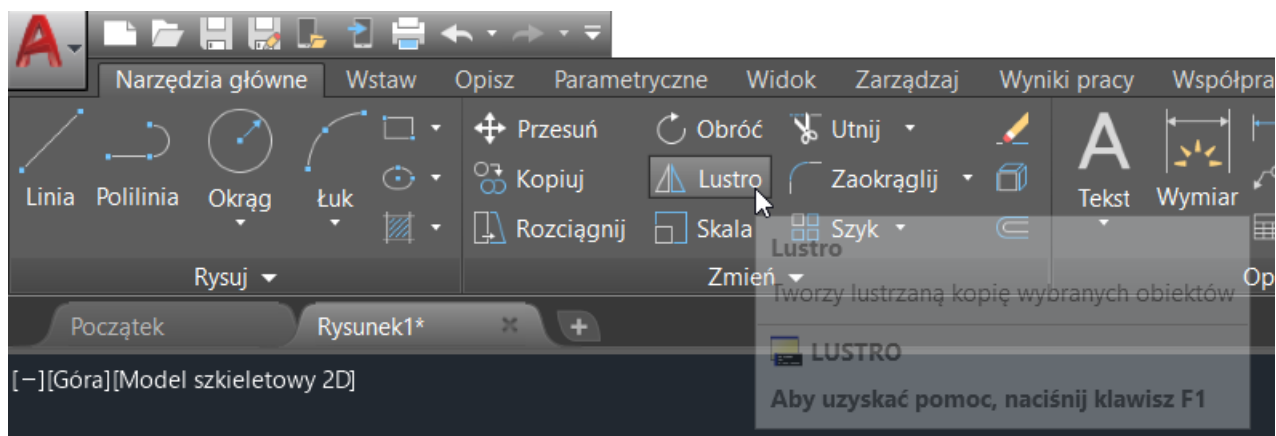 Narzędzia główne Wstaw Opisz Parametryczne Widok Zarządzaj Wyniki pracy Współpra
Linia Polilinia Okrąg Łuk
Przesuń Obróć Utnij
Kopiuj Lustro Zaokrąglij
Rozciągnij Skala Szyk
Tekst Wymiar
Rysuj Zmień Op
Lustro
Tworzy lustrzaną kopię wybranych obiektów
LUSTRO
Aby uzyskać pomoc, naciśnij klawisz F1
Początek Rysunek1*
[−][Góra][Model szkieletowy 2D]